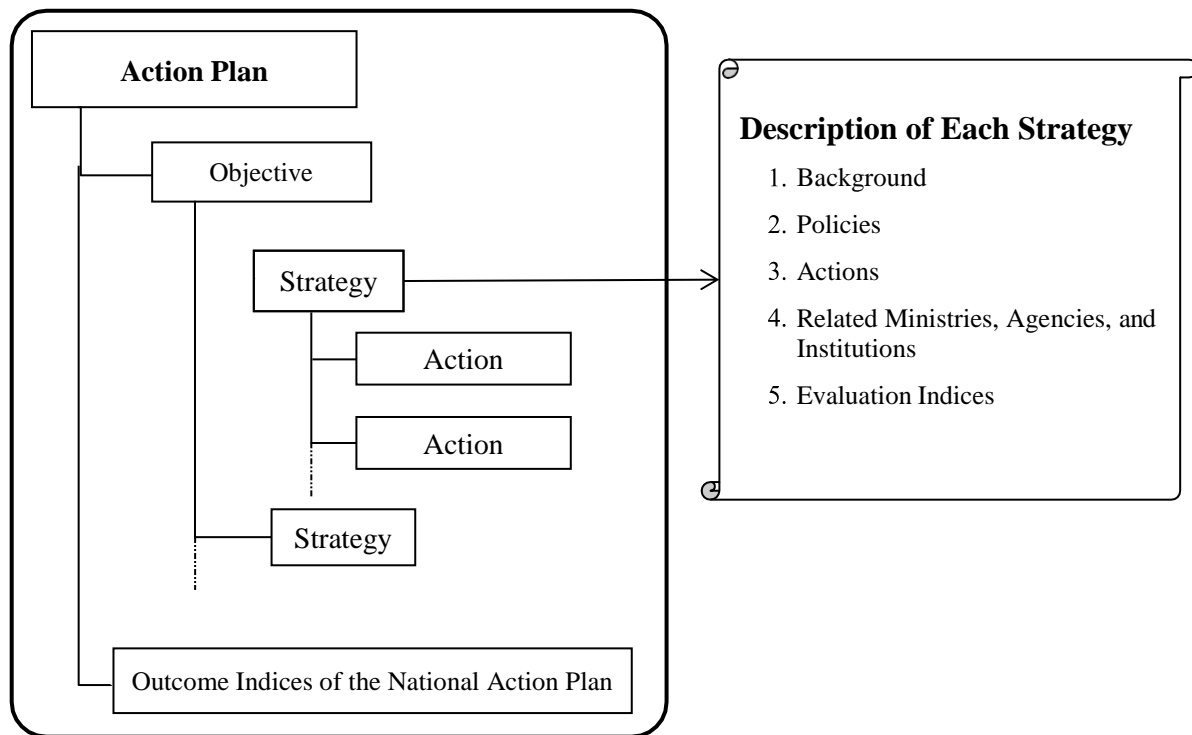 Action Plan
Objective
Strategy
Action
Action
Strategy
Outcome Indices of the National Action Plan
Description of Each Strategy
1. Background
2. Policies
3. Actions
4. Related Ministries, Agencies, and
Institutions
5. Evaluation Indices